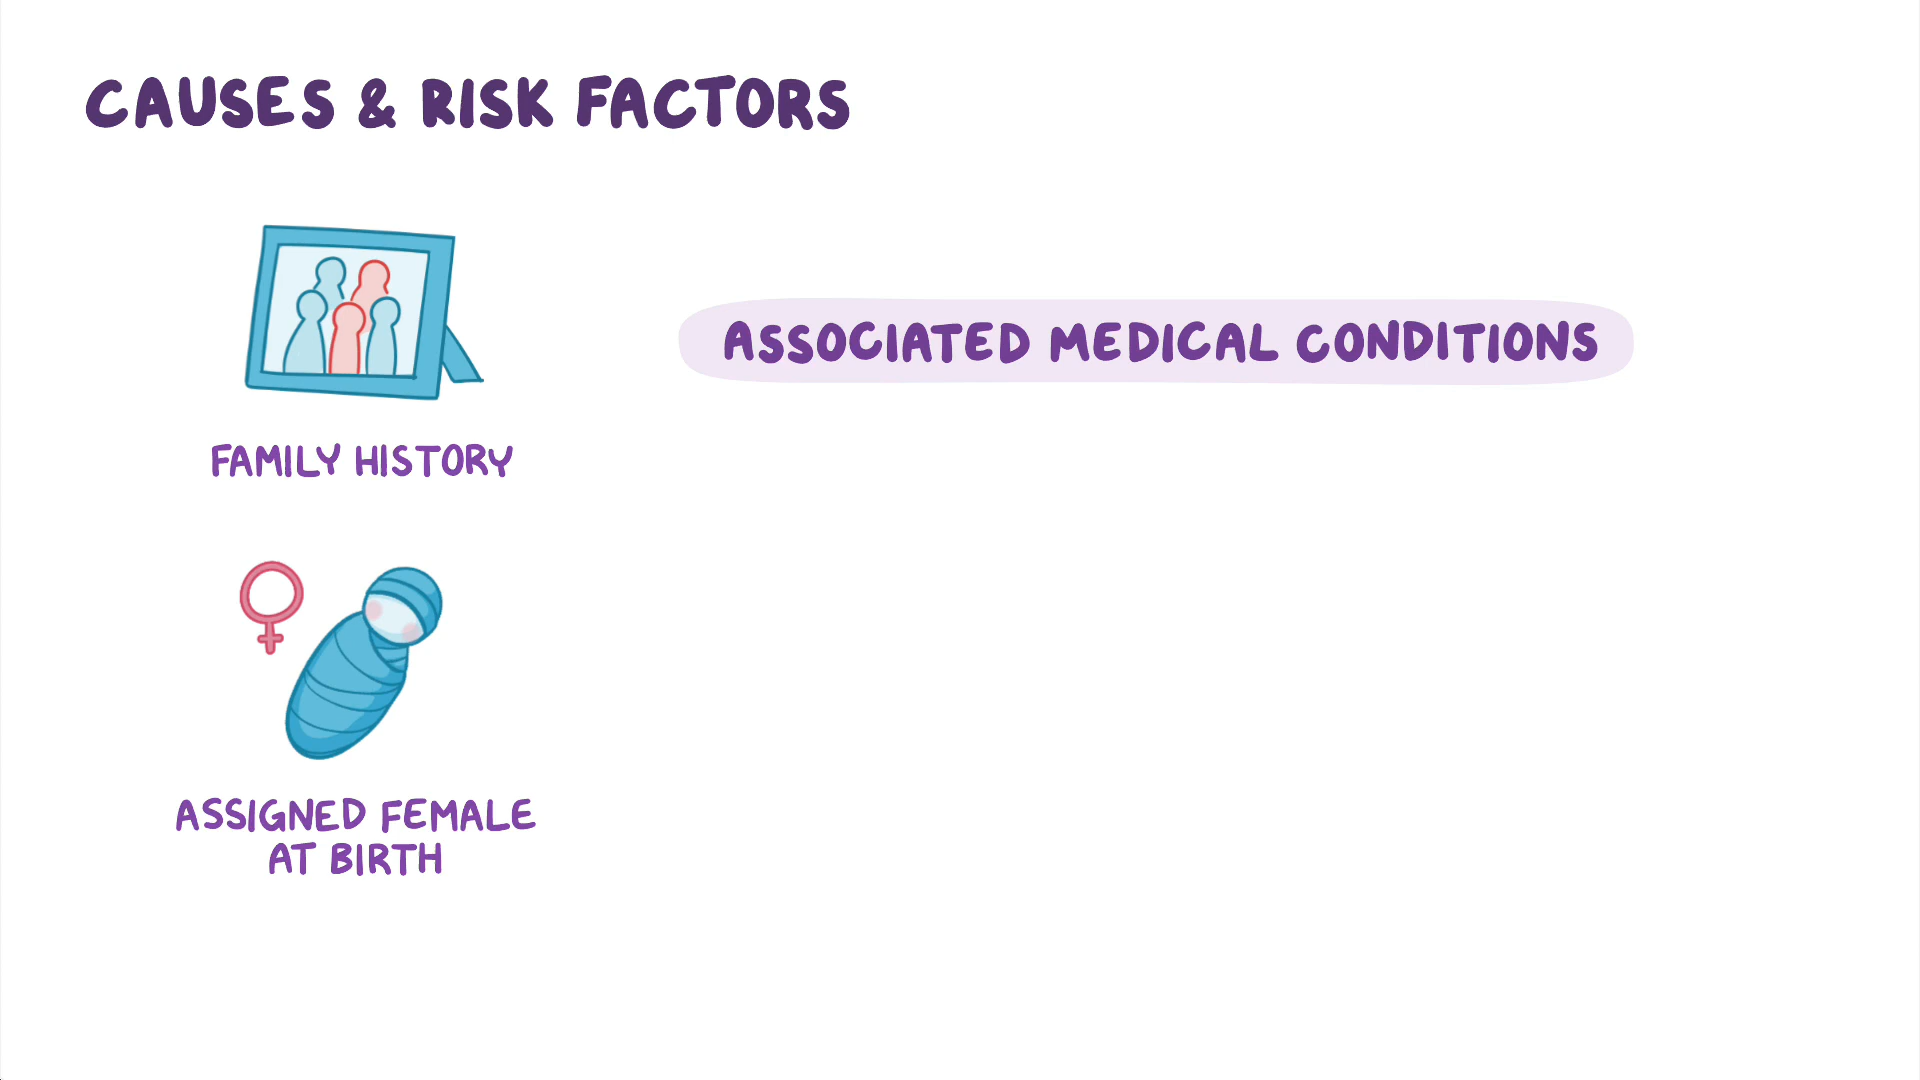 CAUSES & RISK FACTORS
FAMILY HISTORY
ASSIGNED FEMALE
AT BIRTH
ASSOCIATED MEDICAL CONDITIONS